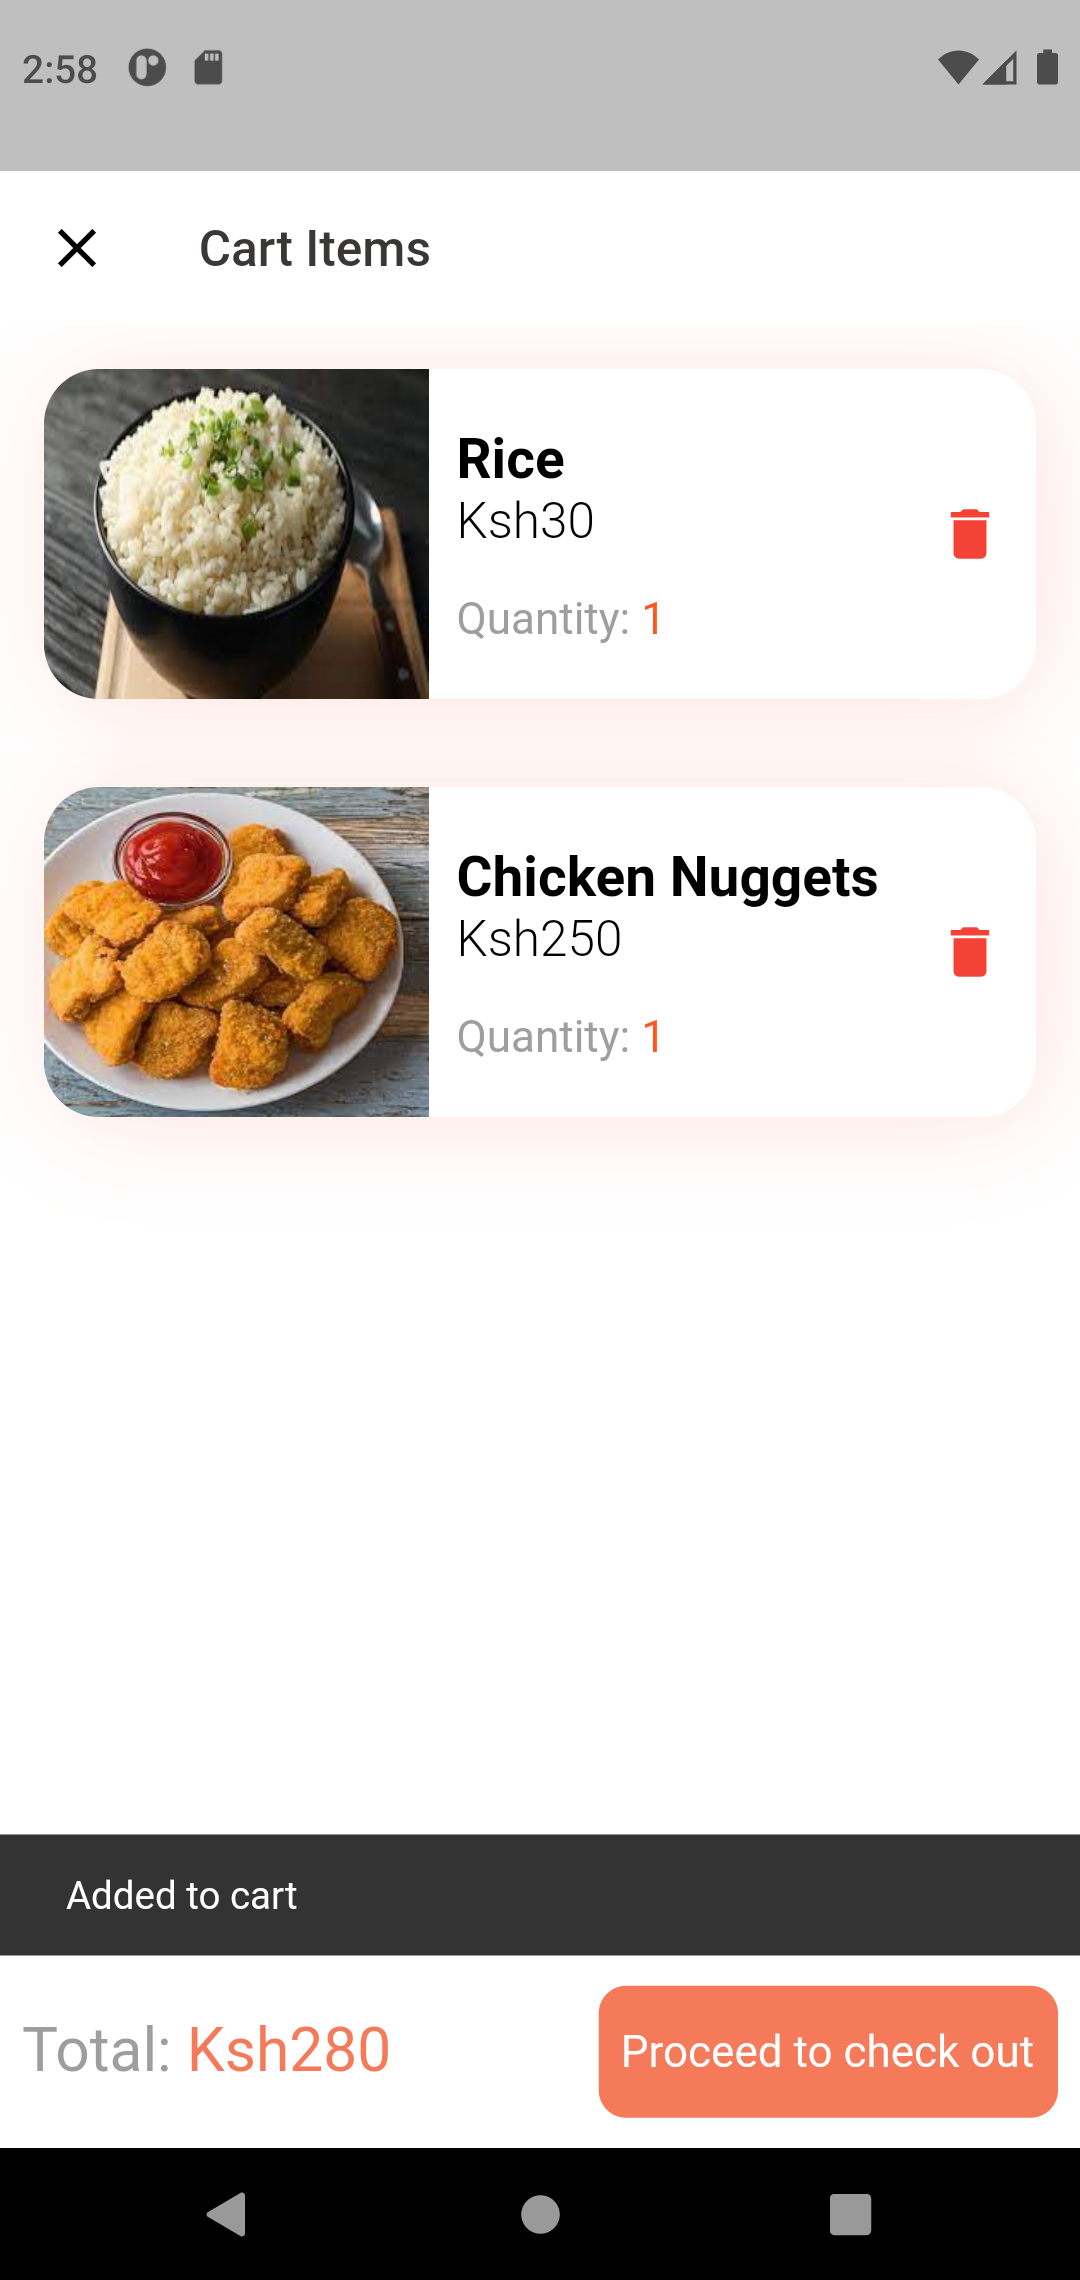 2:58
Cart Items
Rice
Ksh30
Quantity: 1
Chicken Nuggets
Ksh250
Quantity: 1
Added to cart
Total: Ksh280
Proceed to check out